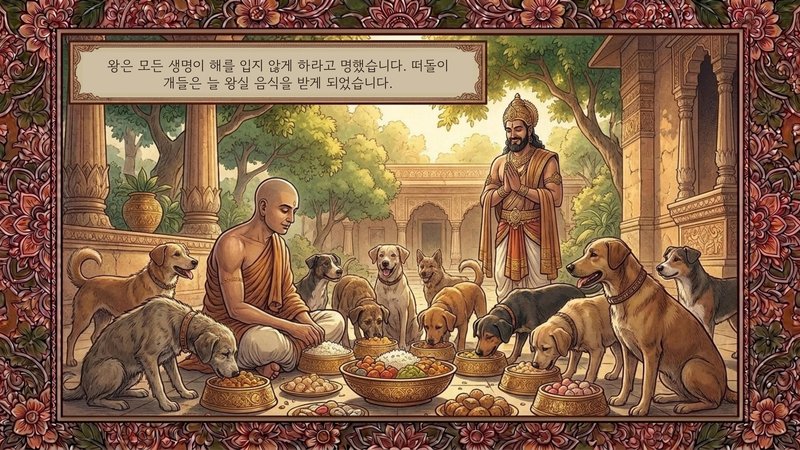 왕은 모든 생명이 해를 입지 않게 하라고 명했습니다. 떠돌이
개들은 늘 왕실 음식을 받게 되었습니다.